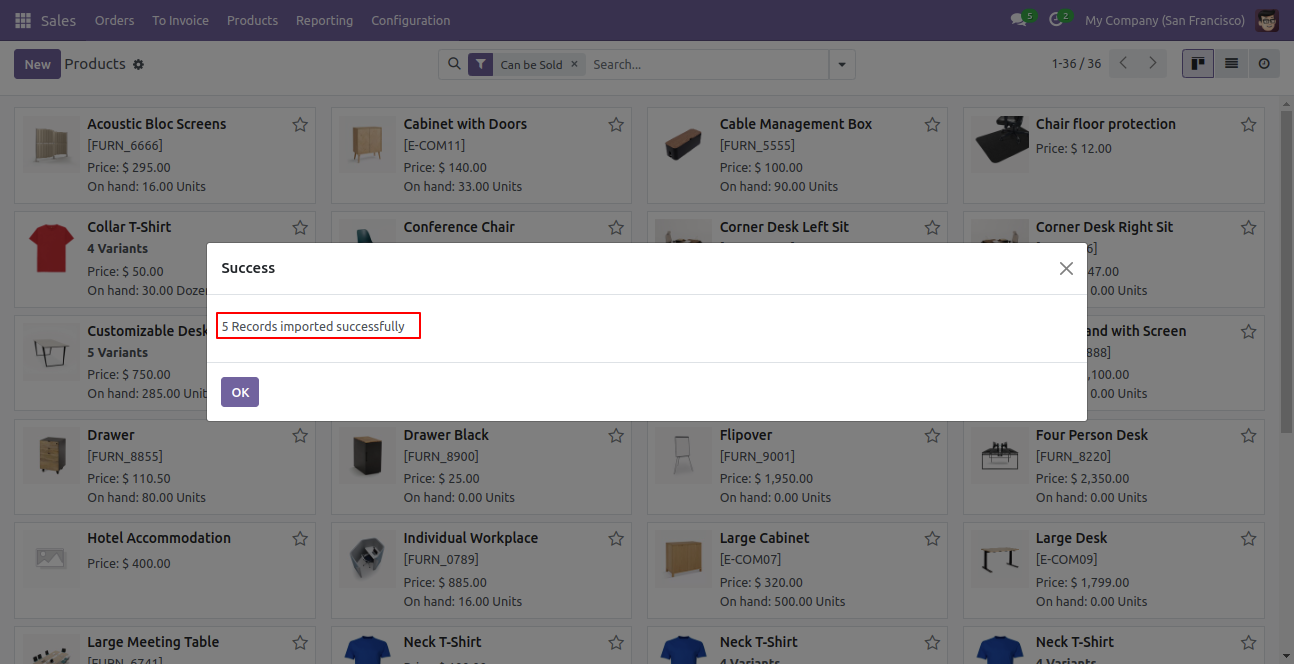 Sales Orders To Invoice Products Reporting Configuration 5 2 My Company (San Francisco)
New Products Can be Sold × Search... 1-36 / 36
Acoustic Bloc Screens
[FURN_6666]
Price: $ 295.00
On hand: 16.00 Units
Cabinet with Doors
[E-COM11]
Price: $ 140.00
On hand: 33.00 Units
Cable Management Box
[FURN_5555]
Price: $ 100.00
On hand: 90.00 Units
Chair floor protection
Price: $ 12.00
Collar T-Shirt
4 Variants
Price: $ 50.00
On hand: 30.00 Dozen
Conference Chair
Corner Desk Left Sit
Corner Desk Right Sit
6]
47.00
0.00 Units
Success
5 Records imported successfully
OK
Customizable Desk
5 Variants
Price: $ 750.00
On hand: 285.00 Unit
and with Screen
888]
,100.00
0.00 Units
Drawer
[FURN_8855]
Price: $ 110.50
On hand: 80.00 Units
Drawer Black
[FURN_8900]
Price: $ 25.00
On hand: 0.00 Units
Flipover
[FURN_9001]
Price: $ 1,950.00
On hand: 0.00 Units
Four Person Desk
[FURN_8220]
Price: $ 2,350.00
On hand: 0.00 Units
Hotel Accommodation
Price: $ 400.00
Individual Workplace
[FURN_0789]
Price: $ 885.00
On hand: 16.00 Units
Large Cabinet
[E-COM07]
Price: $ 320.00
On hand: 500.00 Units
Large Desk
[E-COM09]
Price: $ 1,799.00
On hand: 0.00 Units
Large Meeting Table
[FURN_6741]
Neck T-Shirt
Neck T-Shirt
4 Variants
Neck T-Shirt
4 Variants